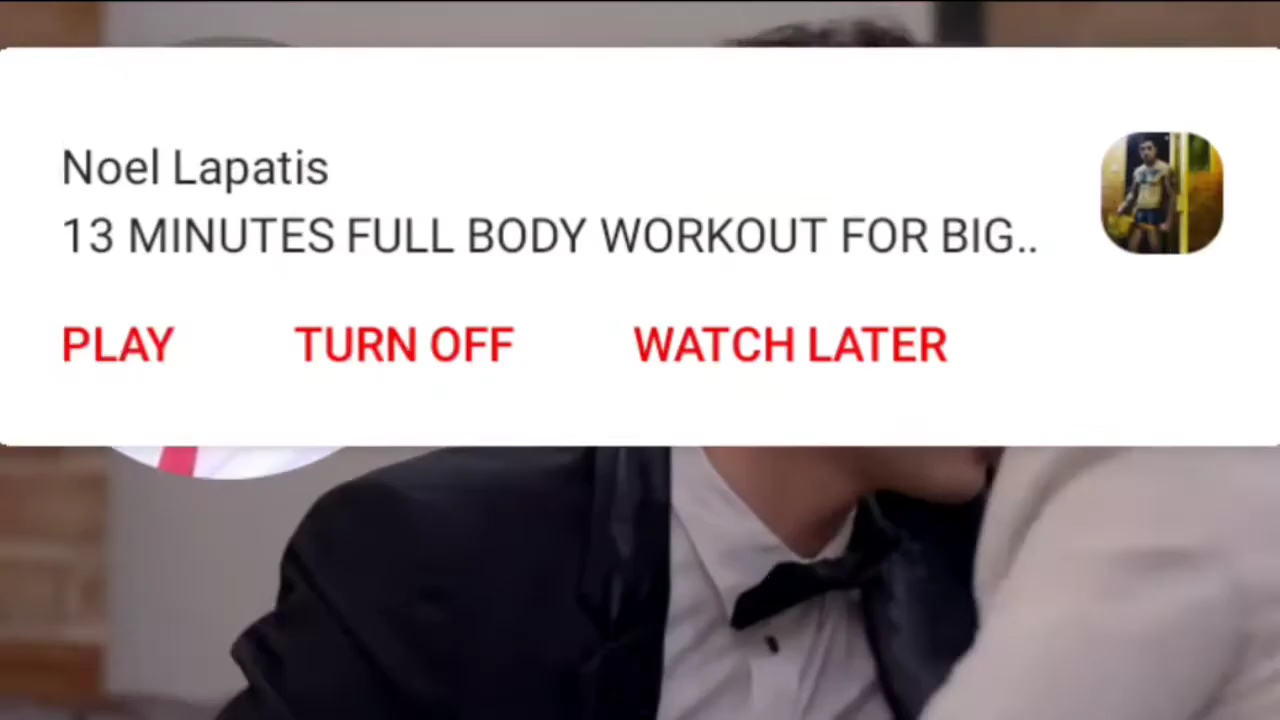 Noel Lapatis
13 MINUTES FULL BODY WORKOUT FOR BIG..
PLAY
TURN OFF
WATCH LATER